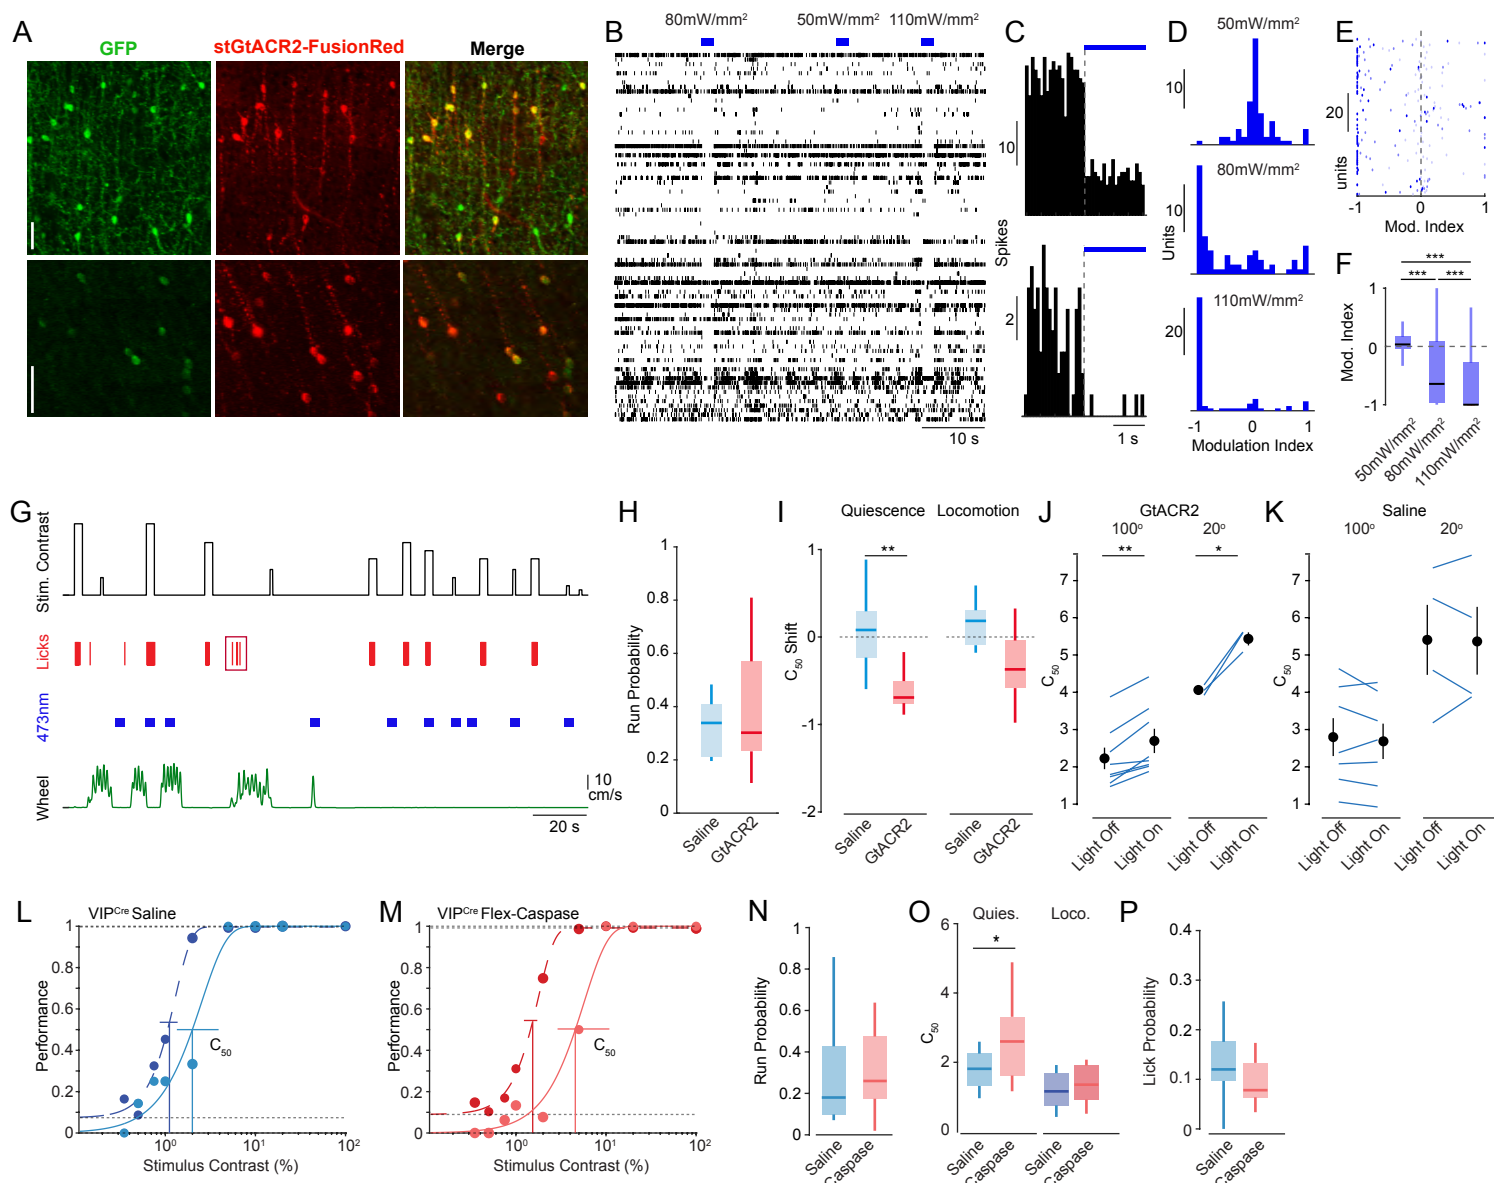 A
GFP
stGtACR2-FusionRed
Merge
B
80mW/mm²
50mW/mm²
110mW/mm²
10 s
C
Spikes
10
2
1 s
D
50mW/mm²
10
80mW/mm²
10
Units
110mW/mm²
20
-1
0
1
Modulation Index
E
20
units
-1
0
1
Mod. Index
F
***
***
***
Mod. Index
1
0
-1
50mW/mm²
80mW/mm²
110mW/mm²
G
Stim. Contrast
Licks
473nm
Wheel
10
cm/s
20 s
H
Run Probability
1
0.8
0.6
0.4
0.2
0
Saline
GtACR2
I
Quiescence
Locomotion
**
C₅₀ Shift
1
0
-1
-2
Saline
GtACR2
Saline
GtACR2
J
GtACR2
100º
20º
**
*
C₅₀
7
6
5
4
3
2
1
Light Off
Light On
Light Off
Light On
K
Saline
100º
20º
C₅₀
7
6
5
4
3
2
1
Light Off
Light On
Light Off
Light On
L
VIPᶜʳᵉ Saline
Performance
1
0.8
0.6
0.4
0.2
0
C₅₀
10⁰
10¹
10²
Stimulus Contrast (%)
M
VIPᶜʳᵉ Flex-Caspase
Performance
1
0.8
0.6
0.4
0.2
0
C₅₀
10⁰
10¹
10²
Stimulus Contrast (%)
N
Run Probability
1
0.8
0.6
0.4
0.2
0
Saline
Caspase
O
Quies.
Loco.
*
C₅₀
6
4
2
0
Saline
Caspase
Saline
Caspase
P
Lick Probability
0.4
0.3
0.2
0.1
0
Saline
Caspase